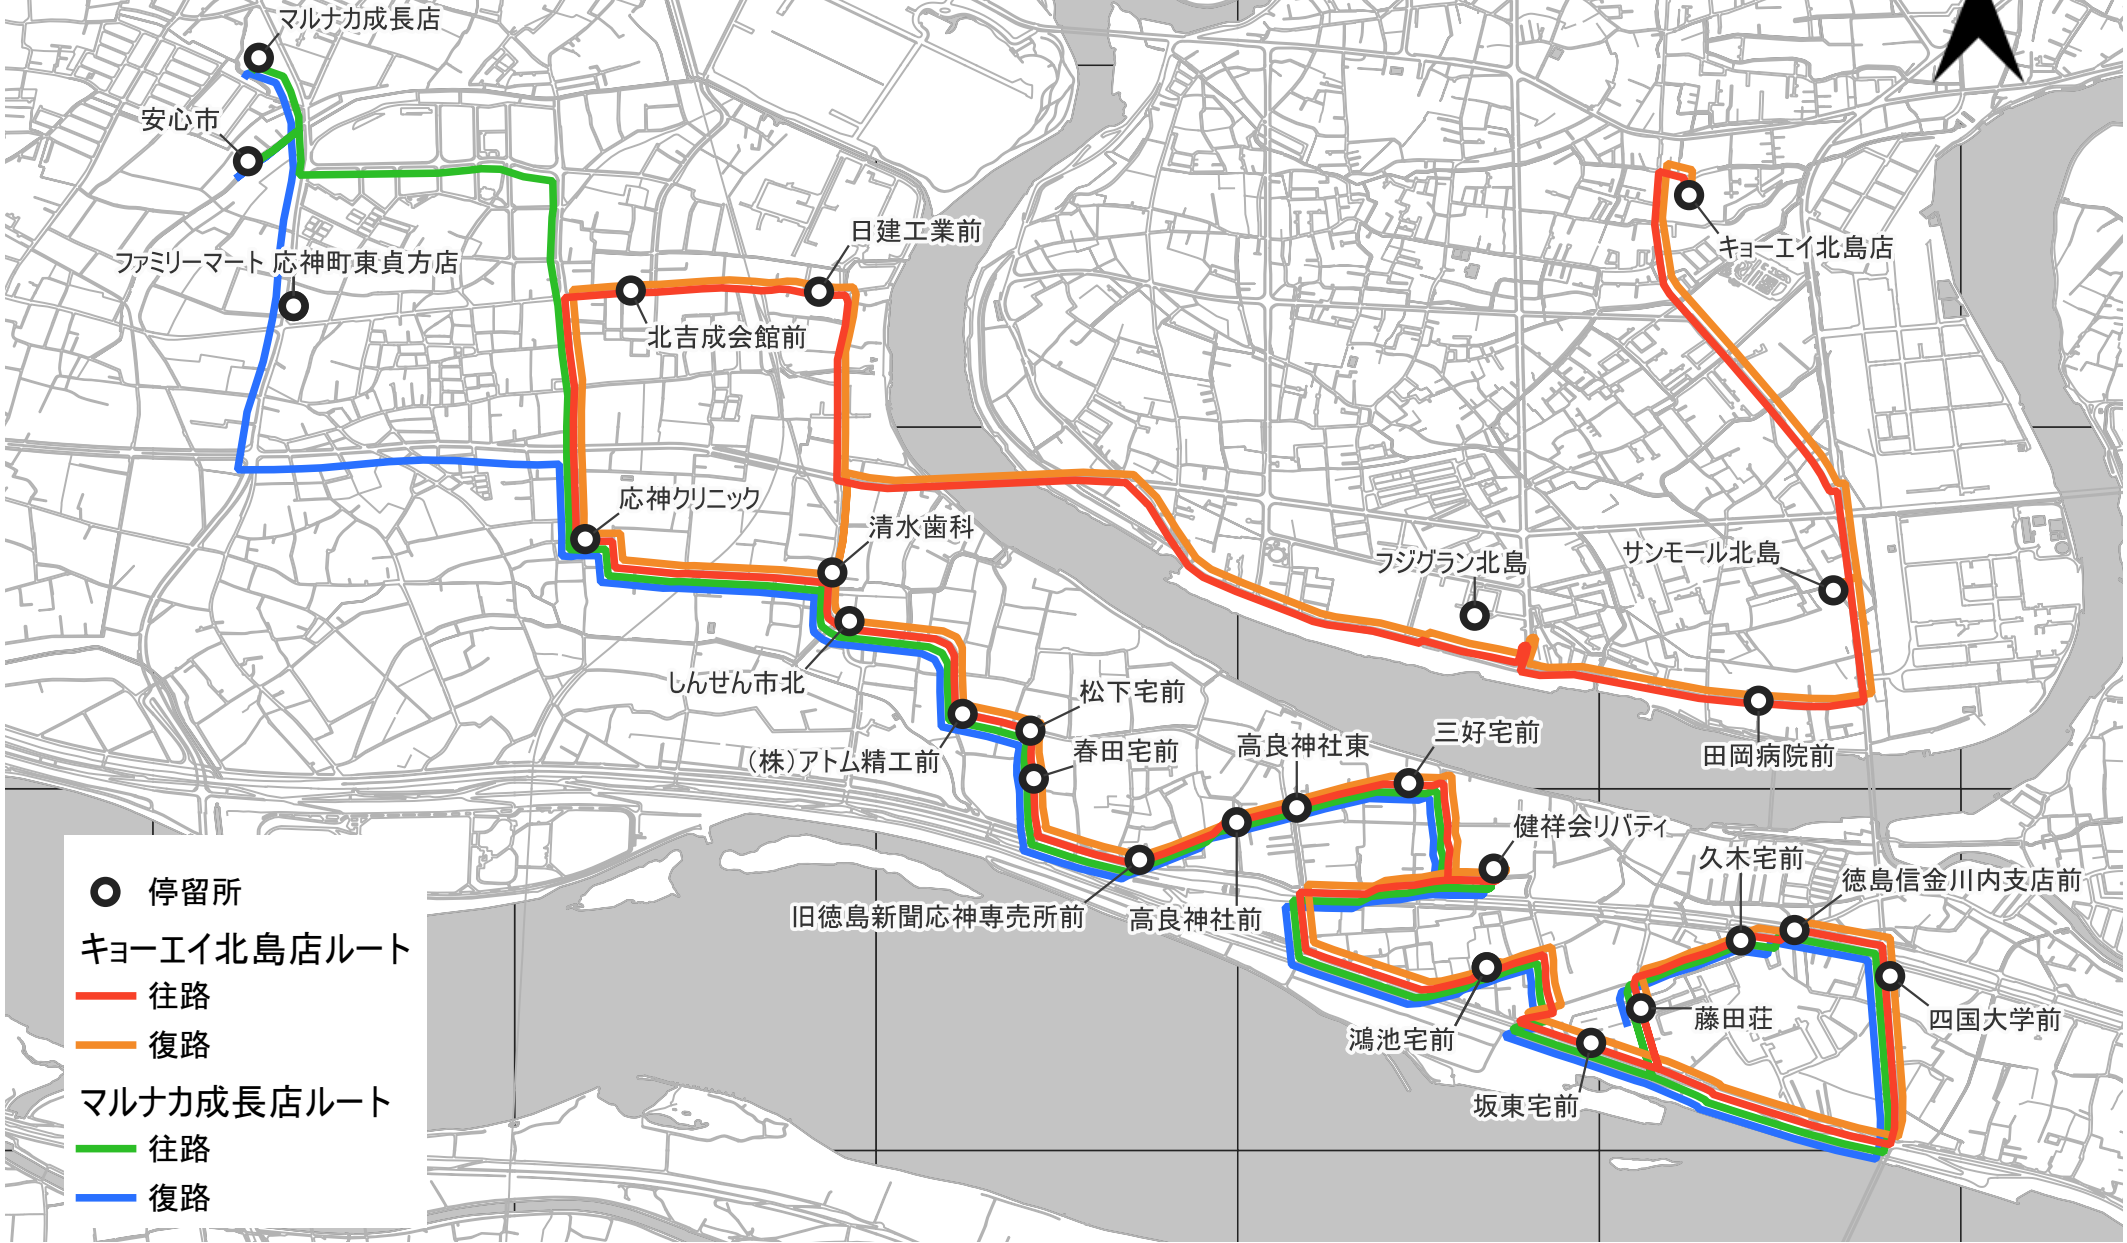 マルナカ成長店
安心市
日建工業前
キョーエイ北島店
ファミリーマート 応神町東貞方店
北吉成会館前
応神クリニック
清水歯科
フジグラン北島
サンモール北島
しんせん市北
松下宅前
三好宅前
高良神社東
春田宅前
(株)アトム精工前
田岡病院前
健祥会リバティ
久木宅前
徳島信金川内支店前
旧徳島新聞応神専売所前
高良神社前
鴻池宅前
藤田荘
四国大学前
坂東宅前
停留所
キョーエイ北島店ルート
往路
復路
マルナカ成長店ルート
往路
復路